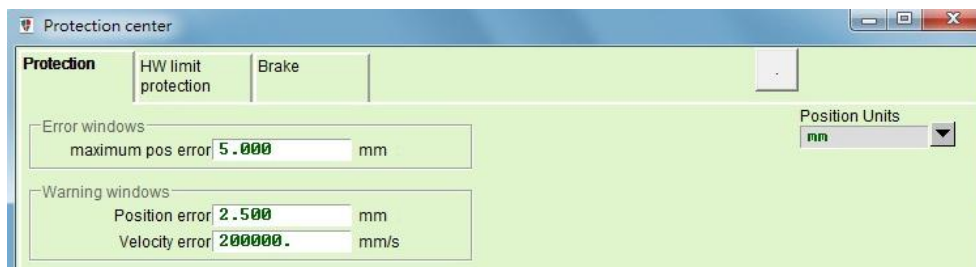 Protection center
Protection
HW limit
protection
Brake
.
Position Units
mm
Error windows
maximum pos error 5.000 mm
Warning windows
Position error 2.500 mm
Velocity error 200000. mm/s